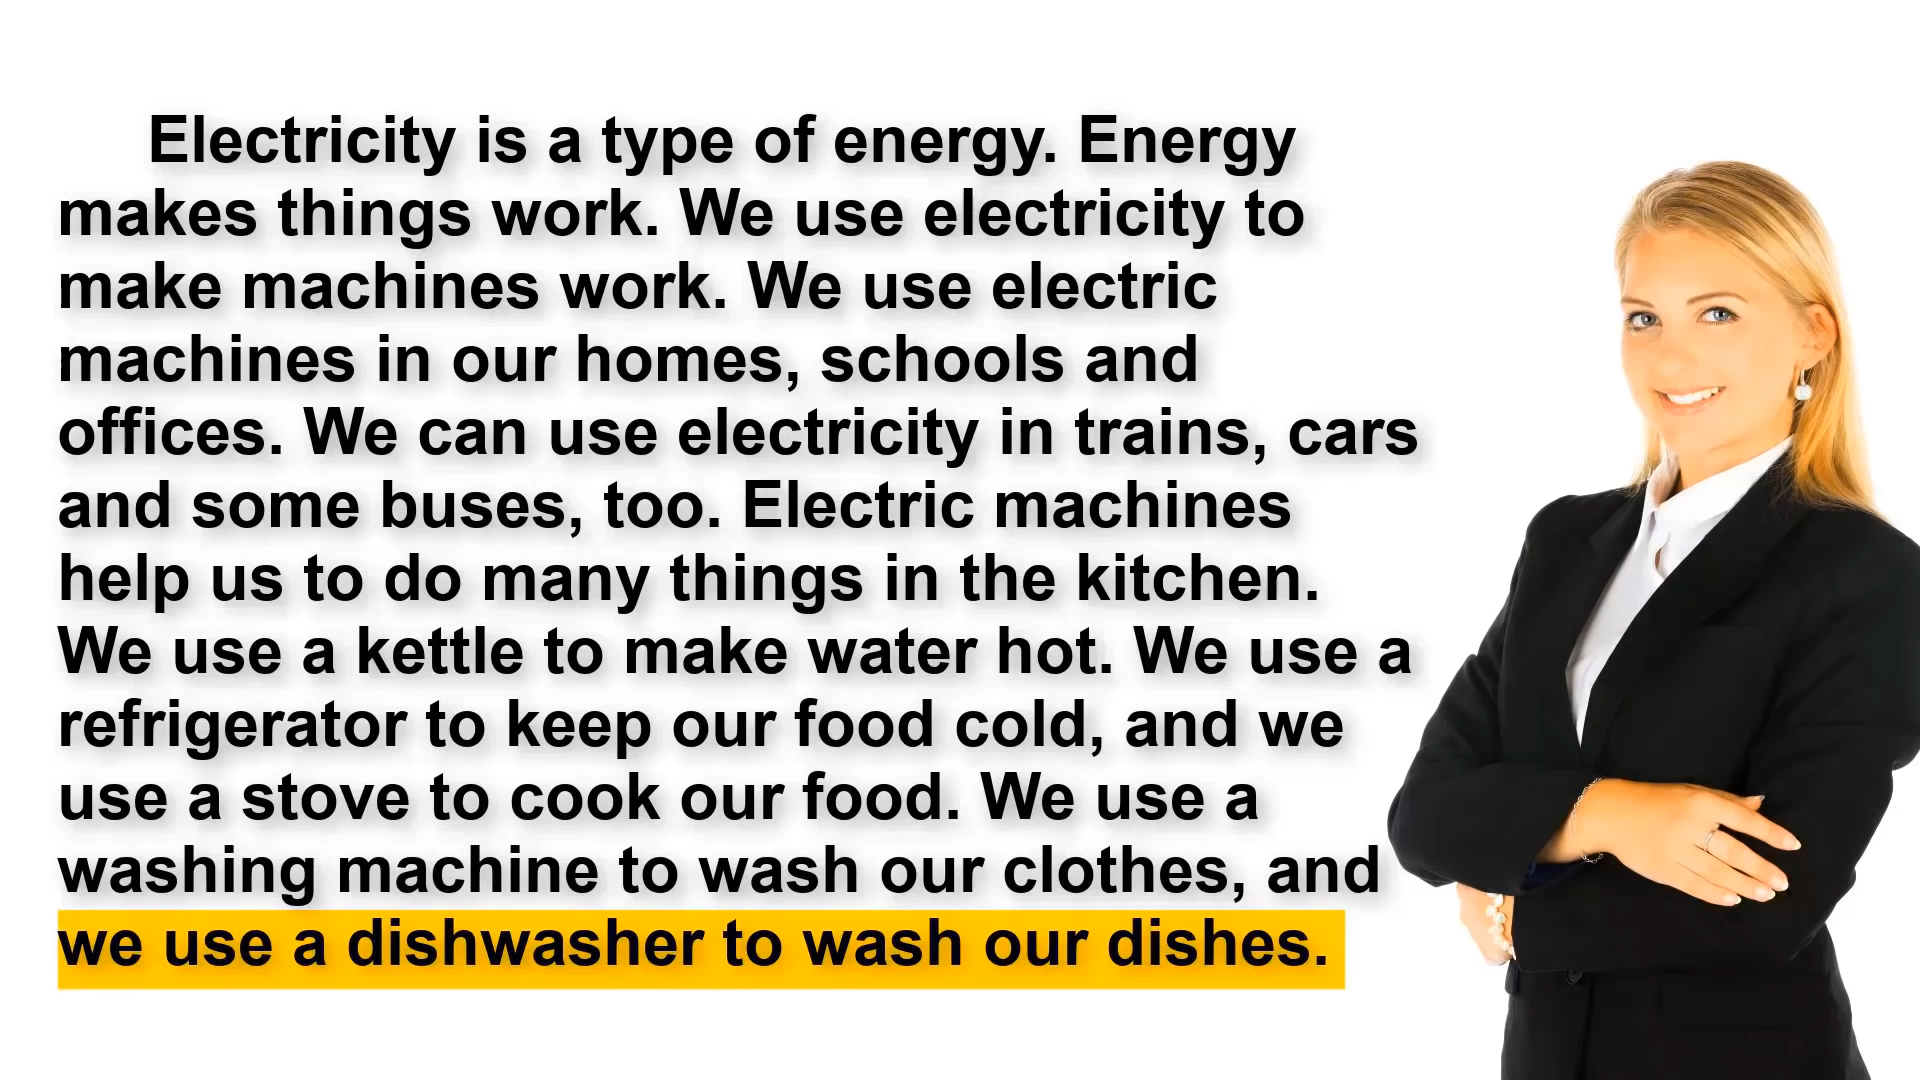 Electricity is a type of energy. Energy
makes things work. We use electricity to
make machines work. We use electric
machines in our homes, schools and
offices. We can use electricity in trains, cars
and some buses, too. Electric machines
help us to do many things in the kitchen.
We use a kettle to make water hot. We use a
refrigerator to keep our food cold, and we
use a stove to cook our food. We use a
washing machine to wash our clothes, and
we use a dishwasher to wash our dishes.